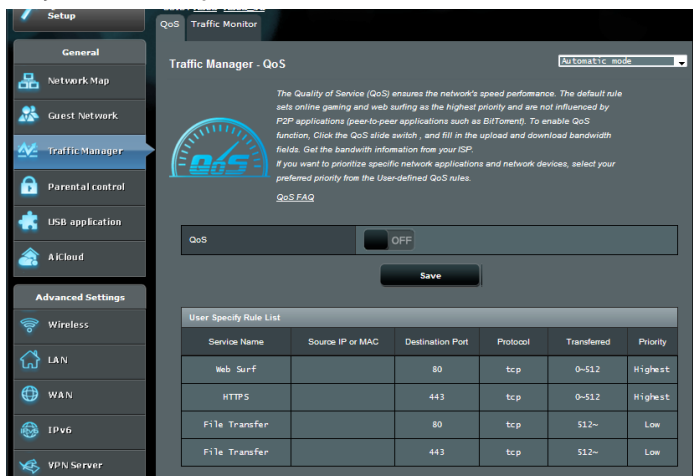 Setup
QoS Traffic Monitor
General
Network Map
Guest Network
Traffic Manager
Parental control
USB application
AiCloud
Advanced Settings
Wireless
LAN
WAN
IPv6
VPN Server
Traffic Manager - QoS
Automatic mode
The Quality of Service (QoS) ensures the network's speed performance. The default rule
sets online gaming and web surfing as the highest priority and are not influenced by
P2P applications (peer-to-peer applications such as BitTorrent). To enable QoS
function, Click the QoS slide switch , and fill in the upload and download bandwidth
fields. Get the bandwith information from your ISP.
If you want to prioritize specific network applications and network devices, select your
preferred priority from the User-defined QoS rules.
QoS
QoS FAQ
QoS OFF
Save
User Specify Rule List
Service Name Source IP or MAC Destination Port Protocol Transferred Priority
Web Surf 80 tcp 0~512 Highest
HTTPS 443 tcp 0~512 Highest
File Transfer 80 tcp 512~ Low
File Transfer 443 tcp 512~ Low